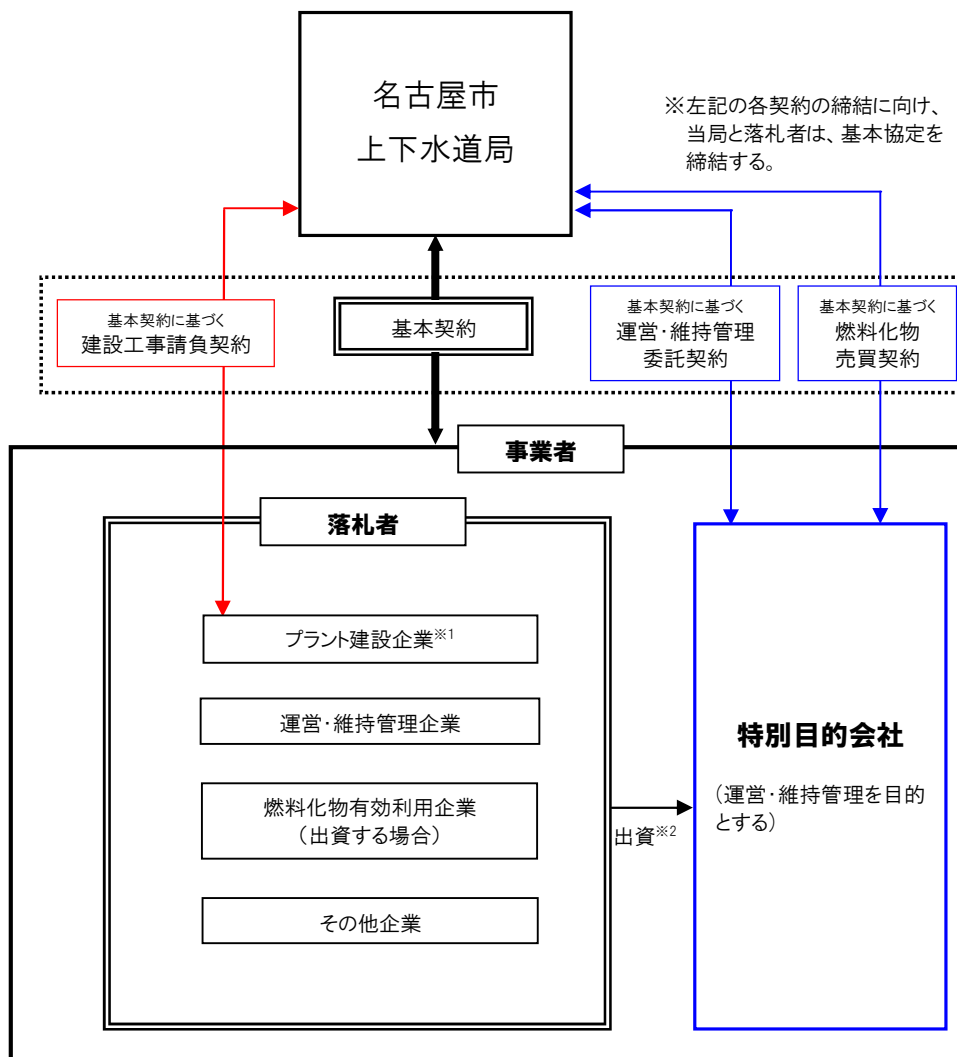 名古屋市
上下水道局
※左記の各契約の締結に向け、
当局と落札者は、基本協定を
締結する。
基本契約に基づく
建設工事請負契約
基本契約
基本契約に基づく
運営・維持管理
委託契約
基本契約に基づく
燃料化物
売買契約
事業者
落札者
プラント建設企業※1
運営・維持管理企業
燃料化物有効利用企業
（出資する場合）
その他企業
出資※2
特別目的会社
（運営・維持管理を目的
とする）